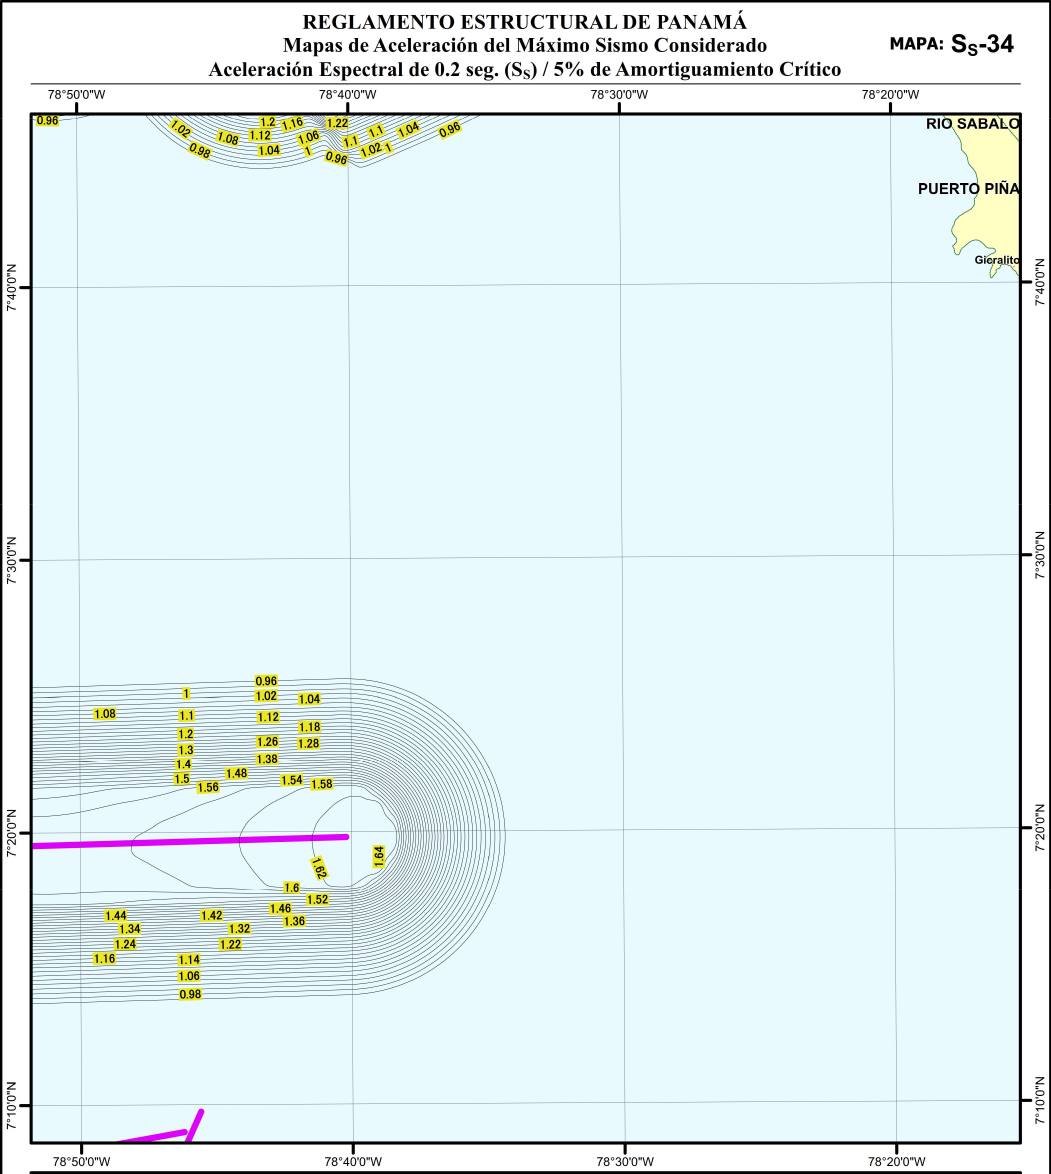 REGLAMENTO ESTRUCTURAL DE PANAMÁ
Mapas de Aceleración del Máximo Sismo Considerado
MAPA: SS-34
Aceleración Espectral de 0.2 seg. (SS) / 5% de Amortiguamiento Crítico
78°50'0"W 78°40'0"W 78°30'0"W 78°20'0"W
0.96 1.02 1.2 1.16 1.22 1.04 0.96
1.08 1.12 1.06 1.1 1.1
0.98 1.04 1 0.96 1.02 1
RIO SABALO
PUERTO PIÑA
Gicralito
7°40'0"N 7°40'0"N
7°30'0"N 7°30'0"N
0.96
1 1.02 1.04
1.08 1.1 1.12
1.2 1.18
1.3 1.26 1.28
1.4 1.38
1.5 1.48
1.56 1.54 1.58
7°20'0"N 7°20'0"N
1.62 1.64
1.6
1.52
1.44 1.42 1.46
1.34 1.32 1.36
1.24 1.22
1.16 1.14
1.06
0.98
7°10'0"N 7°10'0"N
78°50'0"W 78°40'0"W 78°30'0"W 78°20'0"W